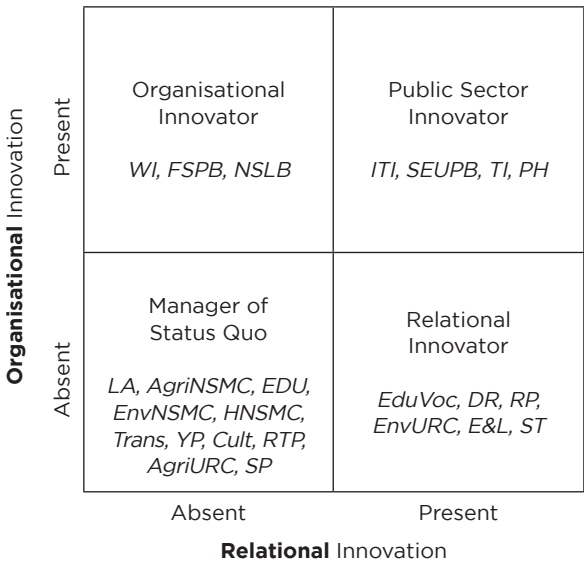 Organisational Innovation
Present
Absent
Organisational
Innovator
WI, FSPB, NSLB
Public Sector
Innovator
ITI, SEUPB, TI, PH
Manager of
Status Quo
LA, AgriNSMC, EDU,
EnvNSMC, HNSMC,
Trans, YP, Cult, RTP,
AgriURC, SP
Relational
Innovator
EduVoc, DR, RP,
EnvURC, E&L, ST
Absent
Present
Relational Innovation